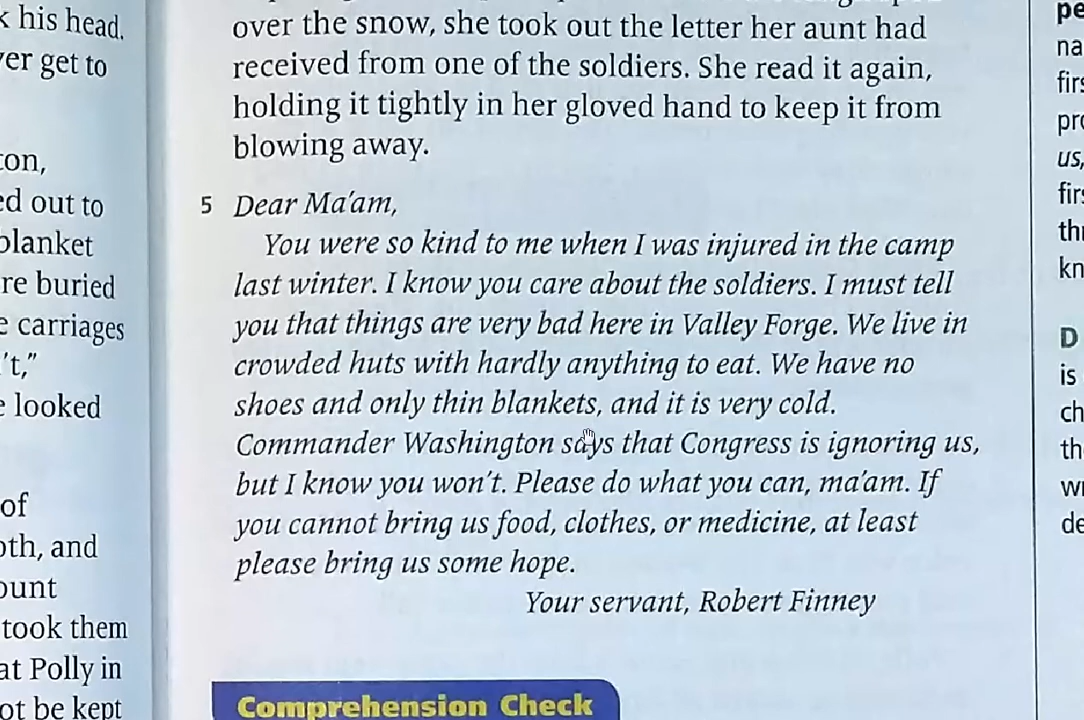 k his head.
ver get to
ton,
ed out to
blanket
re buried
e carriages
't,"
e looked
of
oth, and
ount
took them
at Polly in
ot be kept
over the snow, she took out the letter her aunt had
received from one of the soldiers. She read it again,
holding it tightly in her gloved hand to keep it from
blowing away.
5 Dear Ma'am,
You were so kind to me when I was injured in the camp
last winter. I know you care about the soldiers. I must tell
you that things are very bad here in Valley Forge. We live in
crowded huts with hardly anything to eat. We have no
shoes and only thin blankets, and it is very cold.
Commander Washington says that Congress is ignoring us,
but I know you won't. Please do what you can, ma'am. If
you cannot bring us food, clothes, or medicine, at least
please bring us some hope.
Your servant, Robert Finney
Comprehension Check
pe
na
firs
pro
us,
firs
thi
kn
D
is
ch
th
wr
de